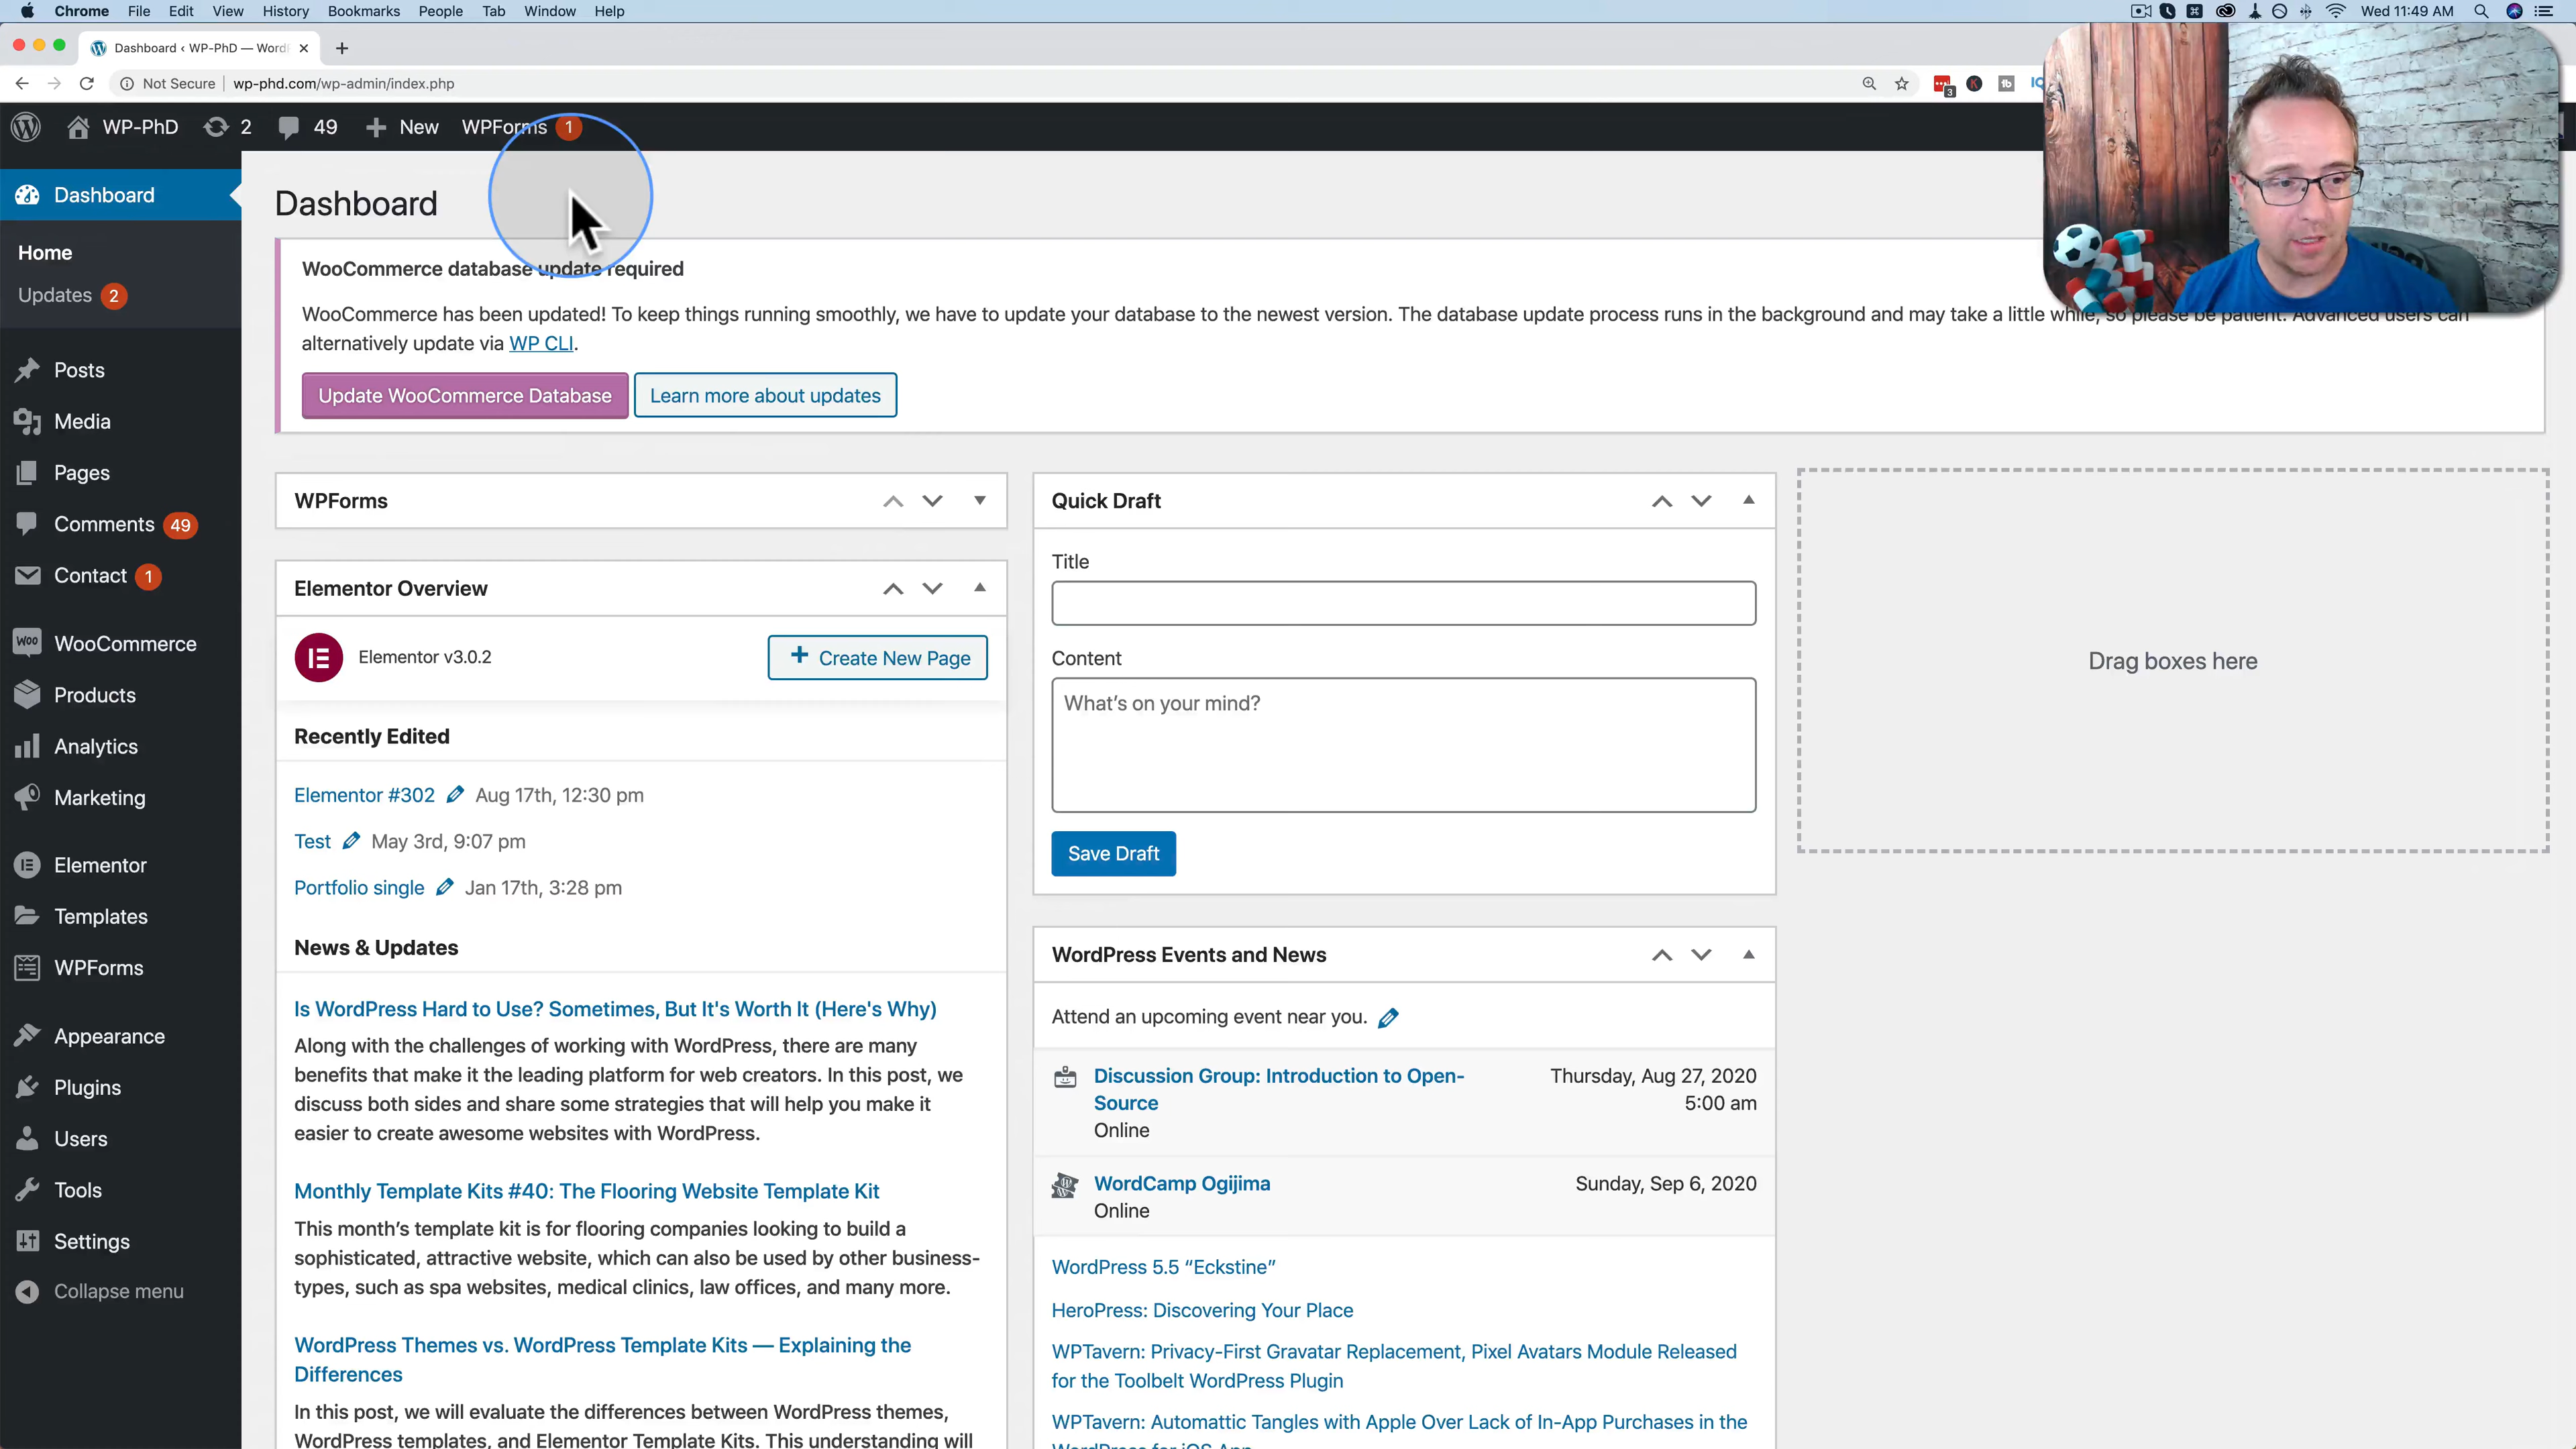 Chrome File Edit View History Bookmarks People Tab Window Help Wed 11:49 AM
Dashboard ‹ WP-PhD — Word
Not Secure wp-phd.com/wp-admin/index.php 3
WP-PhD 2 49 New WPForms 1
Dashboard
Home
Updates 2
Posts
Media
Pages
Comments 49
Contact 1
WOO WooCommerce
Products
Analytics
Marketing
Elementor
Templates
WPForms
Appearance
Plugins
Users
Tools
Settings
Collapse menu
Dashboard
WooCommerce database update required
WooCommerce has been updated! To keep things running smoothly, we have to update your database to the newest version. The database update process runs in the background and may take a little while, so please be patient. Advanced users can
alternatively update via WP CLI.
Update WooCommerce Database Learn more about updates
WPForms
Elementor Overview
Elementor v3.0.2 Create New Page
Recently Edited
Elementor #302 Aug 17th, 12:30 pm
Test May 3rd, 9:07 pm
Portfolio single Jan 17th, 3:28 pm
News & Updates
Is WordPress Hard to Use? Sometimes, But It's Worth It (Here's Why)
Along with the challenges of working with WordPress, there are many
benefits that make it the leading platform for web creators. In this post, we
discuss both sides and share some strategies that will help you make it
easier to create awesome websites with WordPress.
Monthly Template Kits #40: The Flooring Website Template Kit
This month’s template kit is for flooring companies looking to build a
sophisticated, attractive website, which can also be used by other business-
types, such as spa websites, medical clinics, law offices, and many more.
WordPress Themes vs. WordPress Template Kits — Explaining the
Differences
In this post, we will evaluate the differences between WordPress themes,
WordPress templates, and Elementor Template Kits. This understanding will
Quick Draft
Title
Content
What’s on your mind?
Save Draft
WordPress Events and News
Attend an upcoming event near you.
Discussion Group: Introduction to Open- Thursday, Aug 27, 2020
Source 5:00 am
Online
WordCamp Ogijima Sunday, Sep 6, 2020
Online
WordPress 5.5 “Eckstine”
HeroPress: Discovering Your Place
WPTavern: Privacy-First Gravatar Replacement, Pixel Avatars Module Released
for the Toolbelt WordPress Plugin
WPTavern: Automattic Tangles with Apple Over Lack of In-App Purchases in the
WordPress for iOS App
Drag boxes here